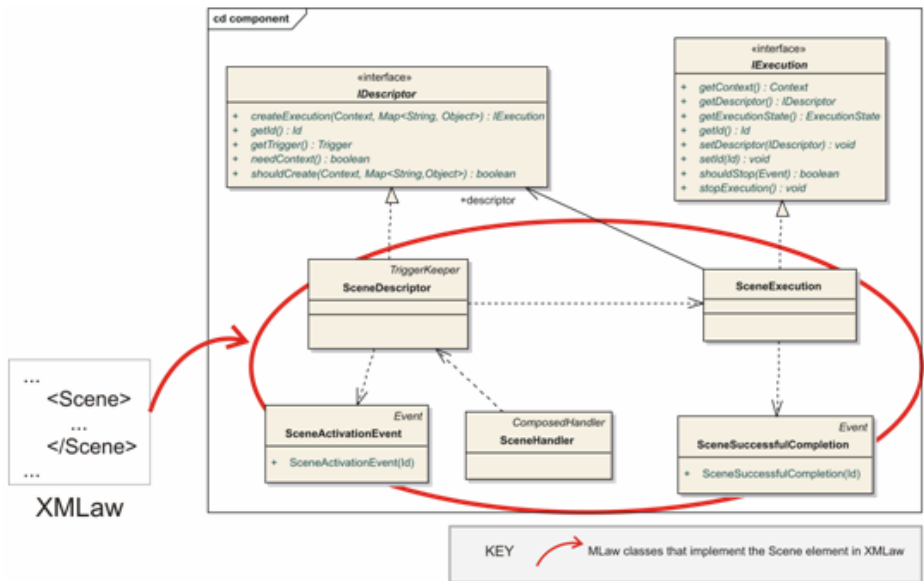 cd component
«interface»
IDescriptor
+ createExecution(Context, Map<String, Object>) : IExecution
+ getId() : Id
+ getTrigger() : Trigger
+ needContext() : boolean
+ shouldCreate(Context, Map<String,Object>) : boolean
«interface»
IExecution
+ getContext() : Context
+ getDescriptor() : IDescriptor
+ getExecutionState() : ExecutionState
+ getId() : Id
+ setDescriptor(IDescriptor) : void
+ setId(Id) : void
+ shouldStop(Event) : boolean
+ stopExecution() : void
+descriptor
TriggerKeeper
SceneDescriptor
SceneExecution
...
<Scene>
...
</Scene>
...
XMLaw
Event
SceneActivationEvent
+ SceneActivationEvent(Id)
ComposedHandler
SceneHandler
Event
SceneSuccessfulCompletion
+ SceneSuccessfulCompletion(Id)
KEY
MLaw classes that implement the Scene element in XMLaw